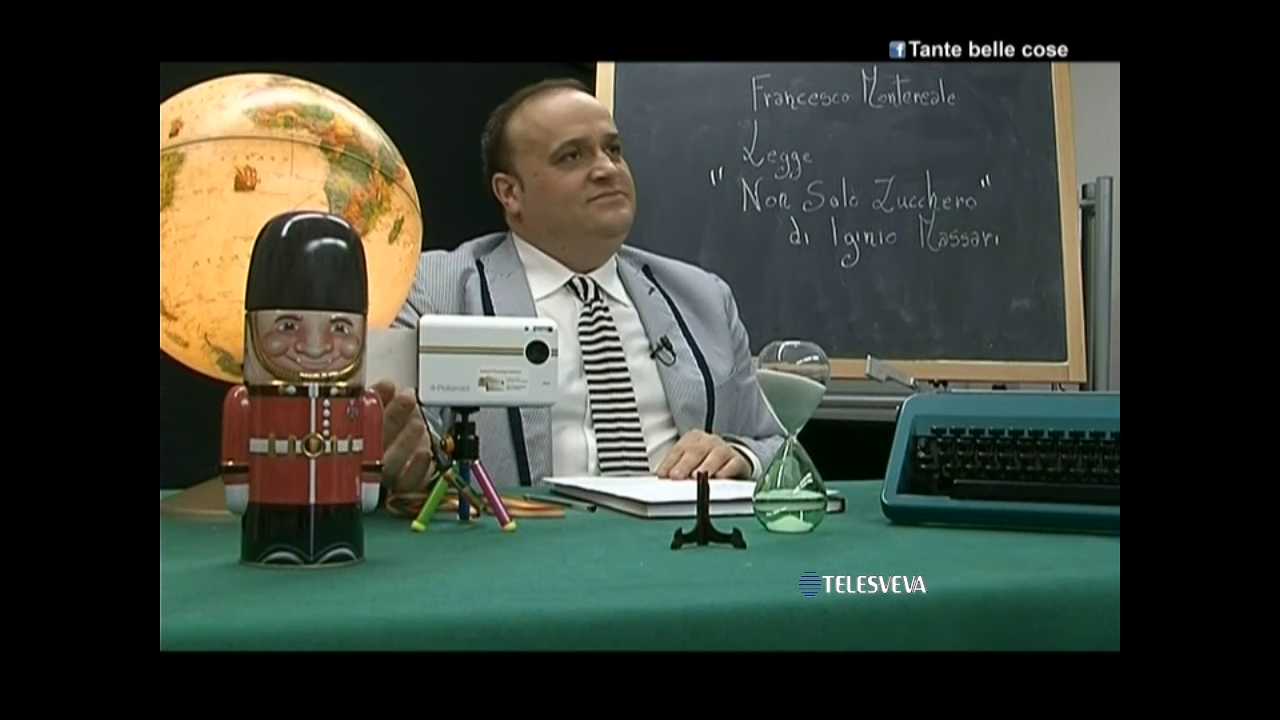 Tante belle cose
Francesco Montereale
Legge
"Non Solo Zucchero"
di Iginio Massari
Polaroid
TELESVEVA